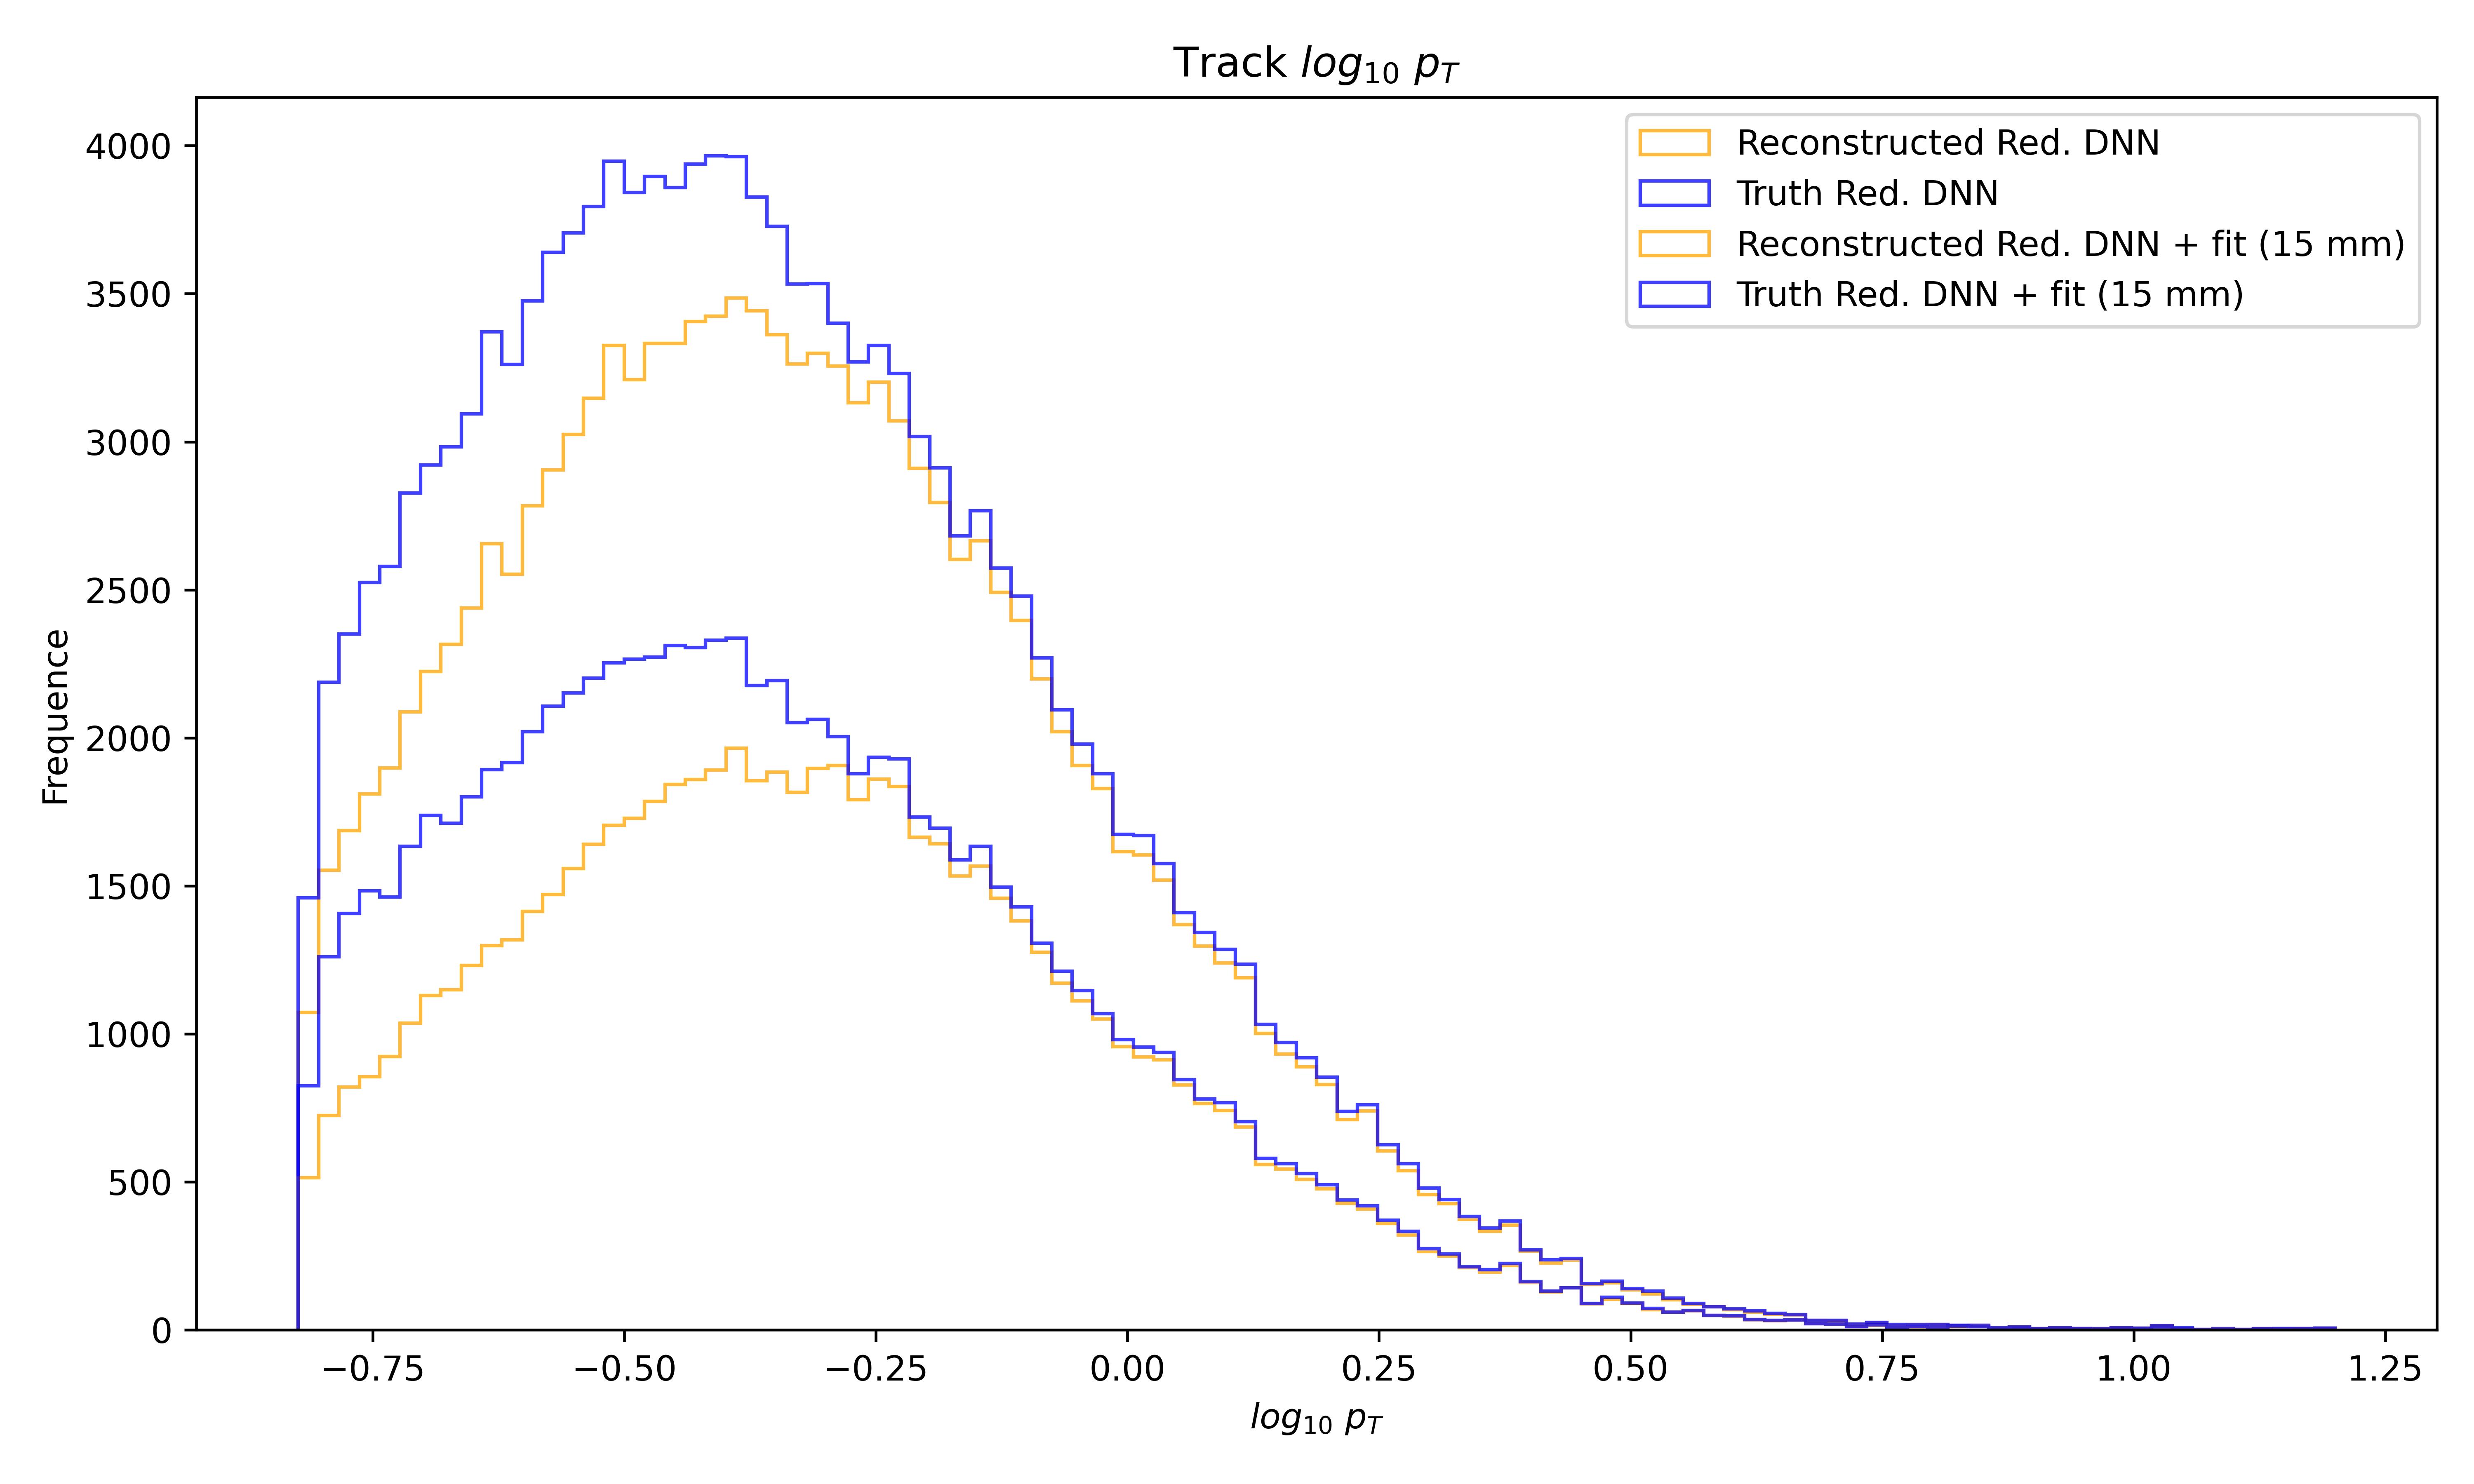 Track log₁₀ p_T
Reconstructed Red. DNN
Truth Red. DNN
Reconstructed Red. DNN + fit (15 mm)
Truth Red. DNN + fit (15 mm)
4000
3500
3000
2500
2000
1500
1000
500
0
Frequence
−0.75 −0.50 −0.25 0.00 0.25 0.50 0.75 1.00 1.25
log₁₀ p_T